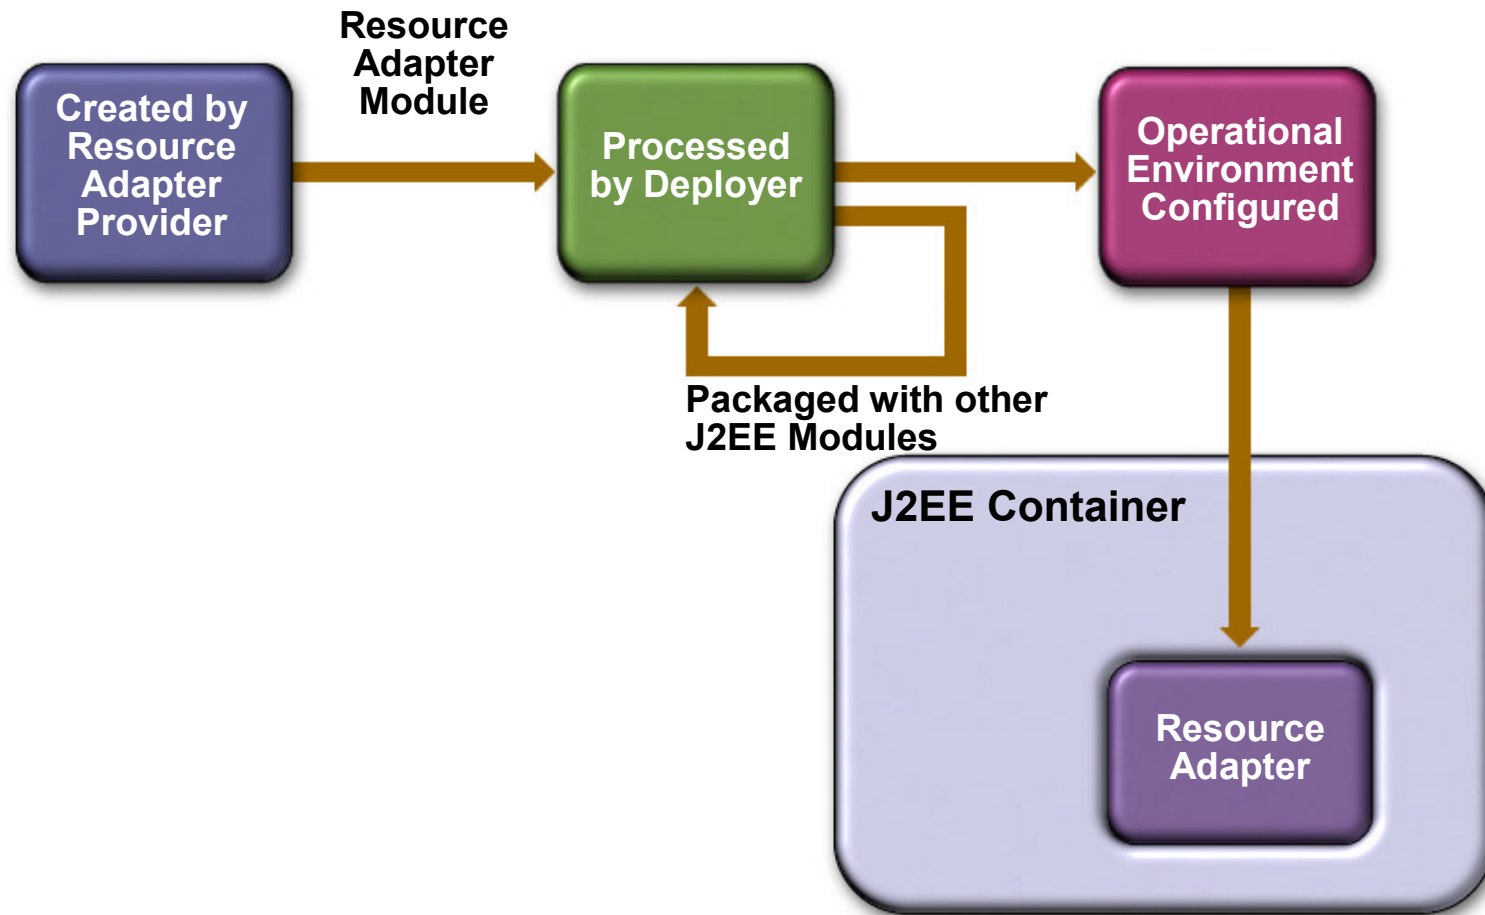 Resource
Adapter
Module
Created by
Resource
Adapter
Provider
Processed
by Deployer
Operational
Environment
Configured
Packaged with other
J2EE Modules
J2EE Container
Resource
Adapter